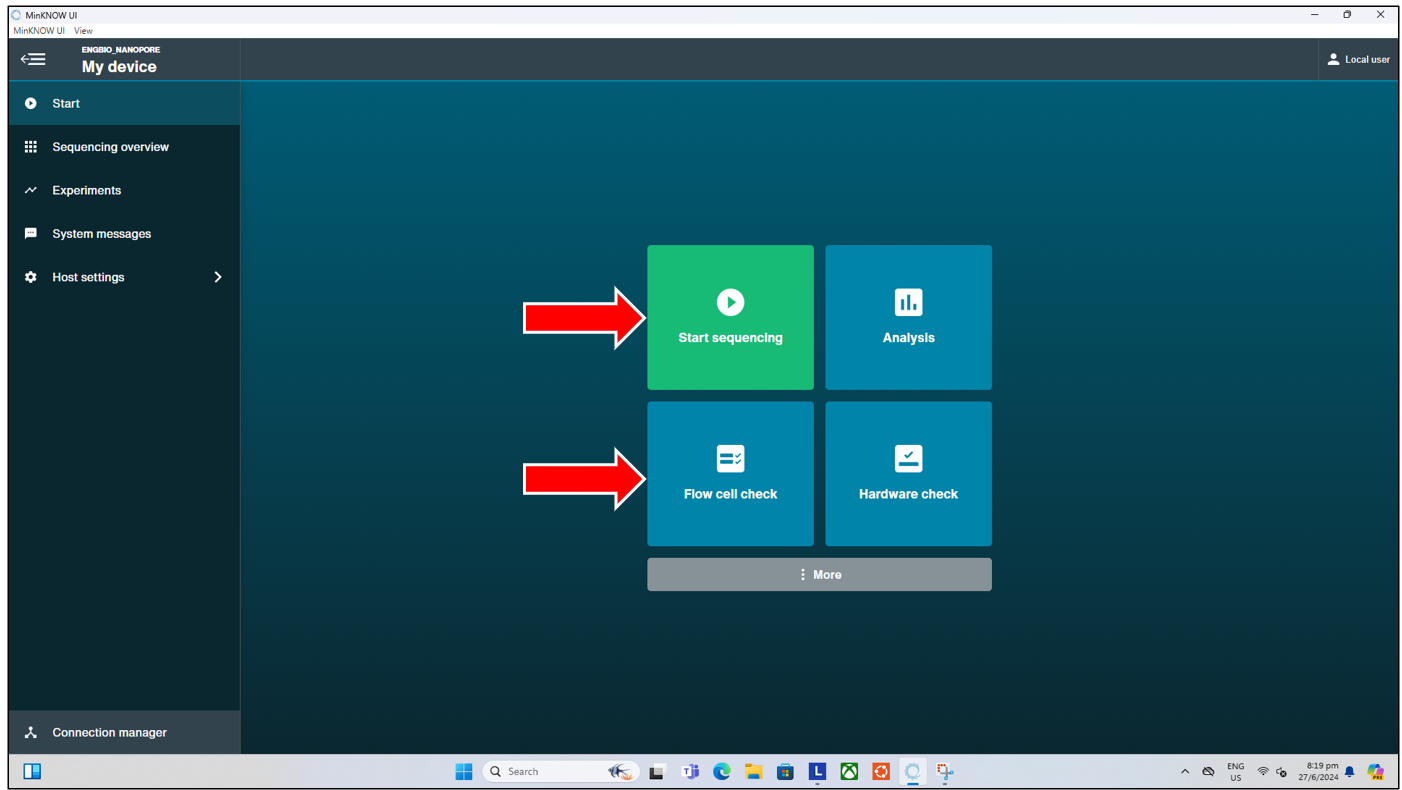 MinKNOW UI
MinKNOW UI View
ENGBIO_NANOPORE
My device
Local user
Start
Sequencing overview
Experiments
System messages
Host settings
Start sequencing
Analysis
Flow cell check
Hardware check
More
Connection manager
Search
ENG
US
8:19 pm
27/6/2024